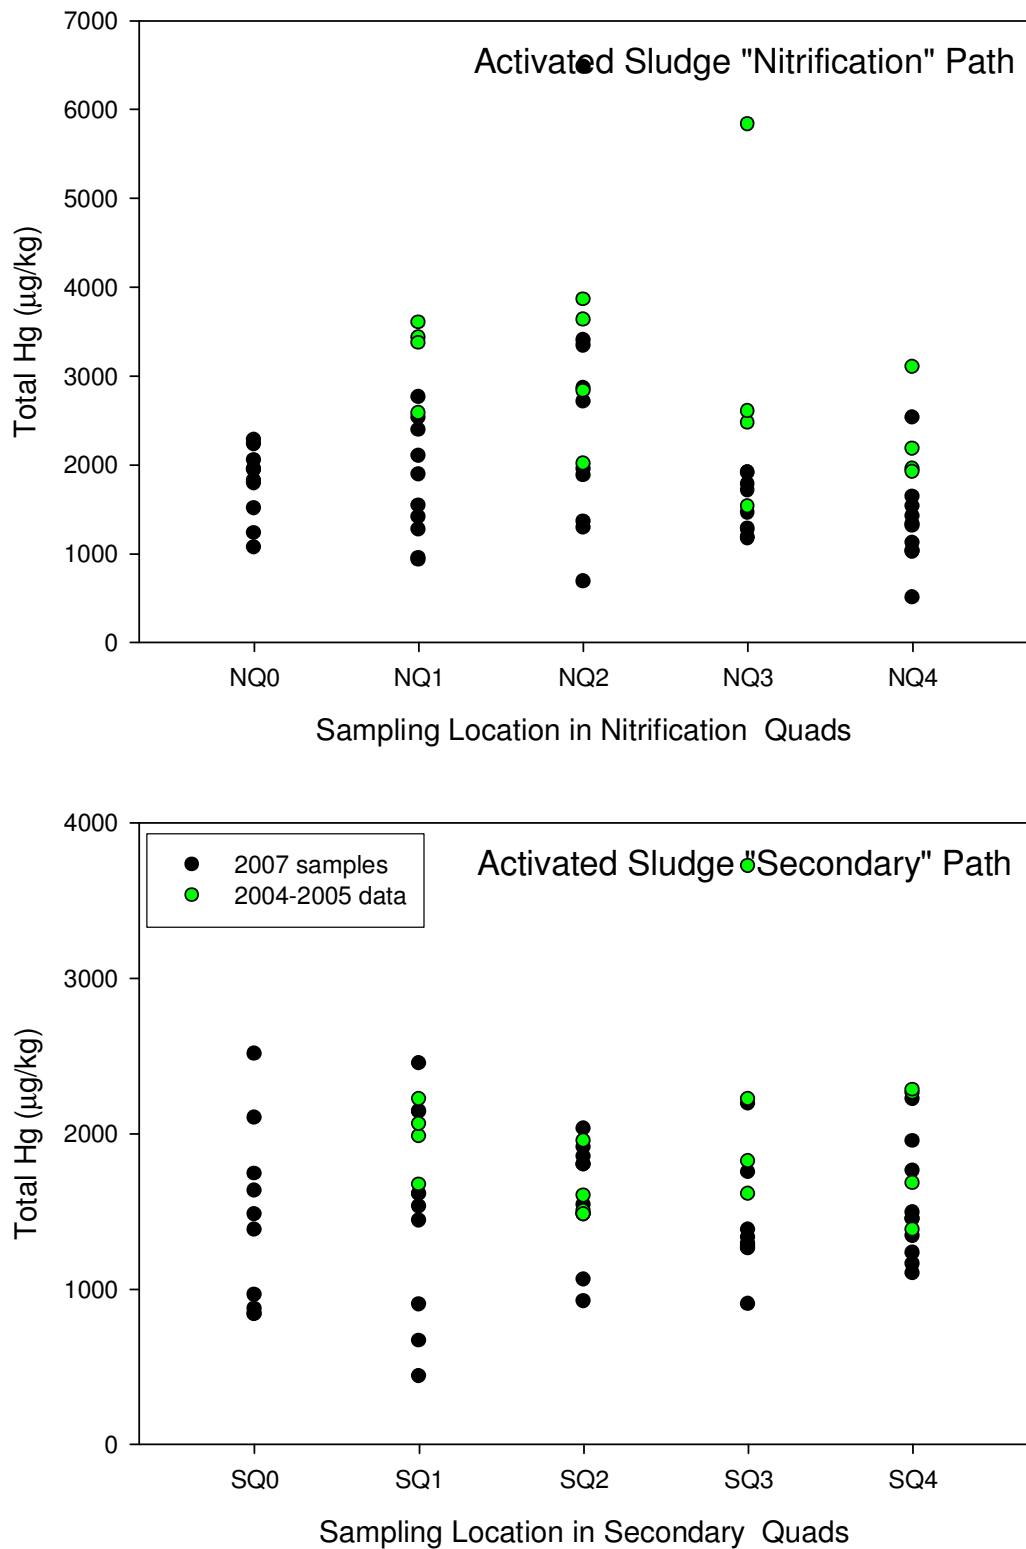 Activated Sludge "Nitrification" Path
7000
6000
5000
4000
3000
2000
1000
0
Total Hg (µg/kg)
NQ0 NQ1 NQ2 NQ3 NQ4
Sampling Location in Nitrification Quads
Activated Sludge "Secondary" Path
2007 samples
2004-2005 data
4000
3000
2000
1000
0
Total Hg (µg/kg)
SQ0 SQ1 SQ2 SQ3 SQ4
Sampling Location in Secondary Quads